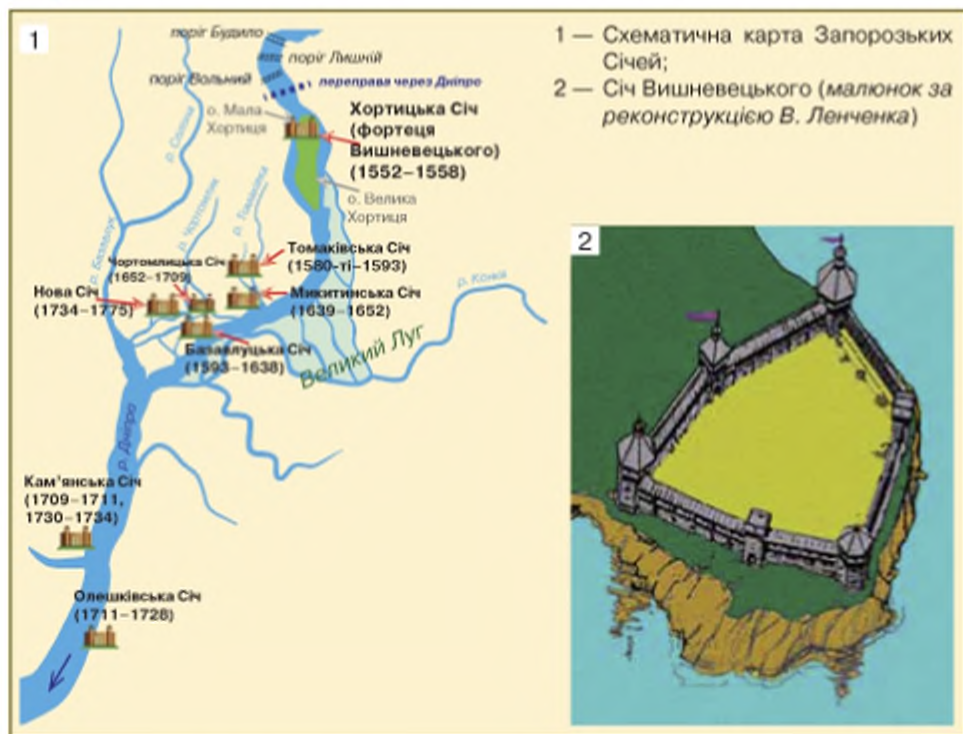 1
поріг Будило
поріг Лишній
поріг Вольний
переправа через Дніпро
о. Мала
Хортиця
Хортицька Січ
(фортеця
Вишневецького)
(1552–1558)
о. Велика
Хортиця
р. Базавлук
р. Чортомлик
р. Томаківка
Томаківська Січ
(1580-ті–1593)
Чортомлицька Січ
(1652–1709)
Нова Січ
(1734–1775)
Микитинська Січ
(1639–1652)
Базавлуцька Січ
(1593–1638)
Великий Луг
р. Конка
р. Дніпро
Кам’янська Січ
(1709–1711,
1730–1734)
Олешківська Січ
(1711–1728)
1 — Схематична карта Запорозьких
Січей;
2 — Січ Вишневецького (малюнок за
реконструкцією В. Ленченка)
2